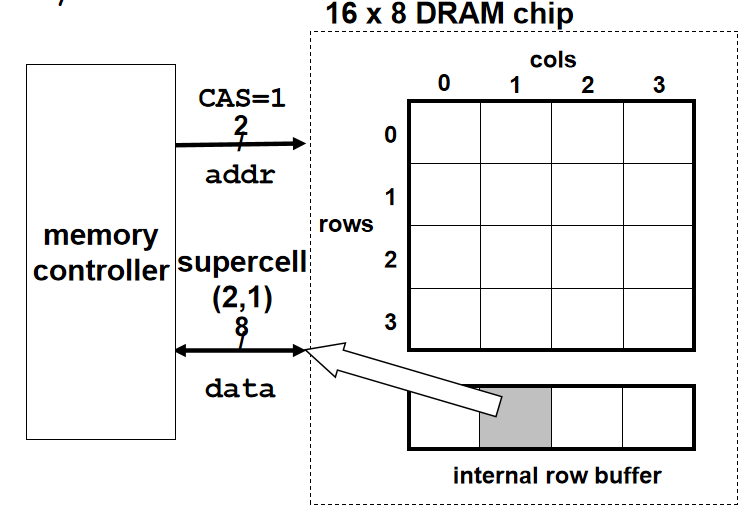 16 x 8 DRAM chip
cols
0 1 2 3
CAS=1
2
addr
0
1
rows
2
3
memory
controller
supercell
(2,1)
8
data
internal row buffer